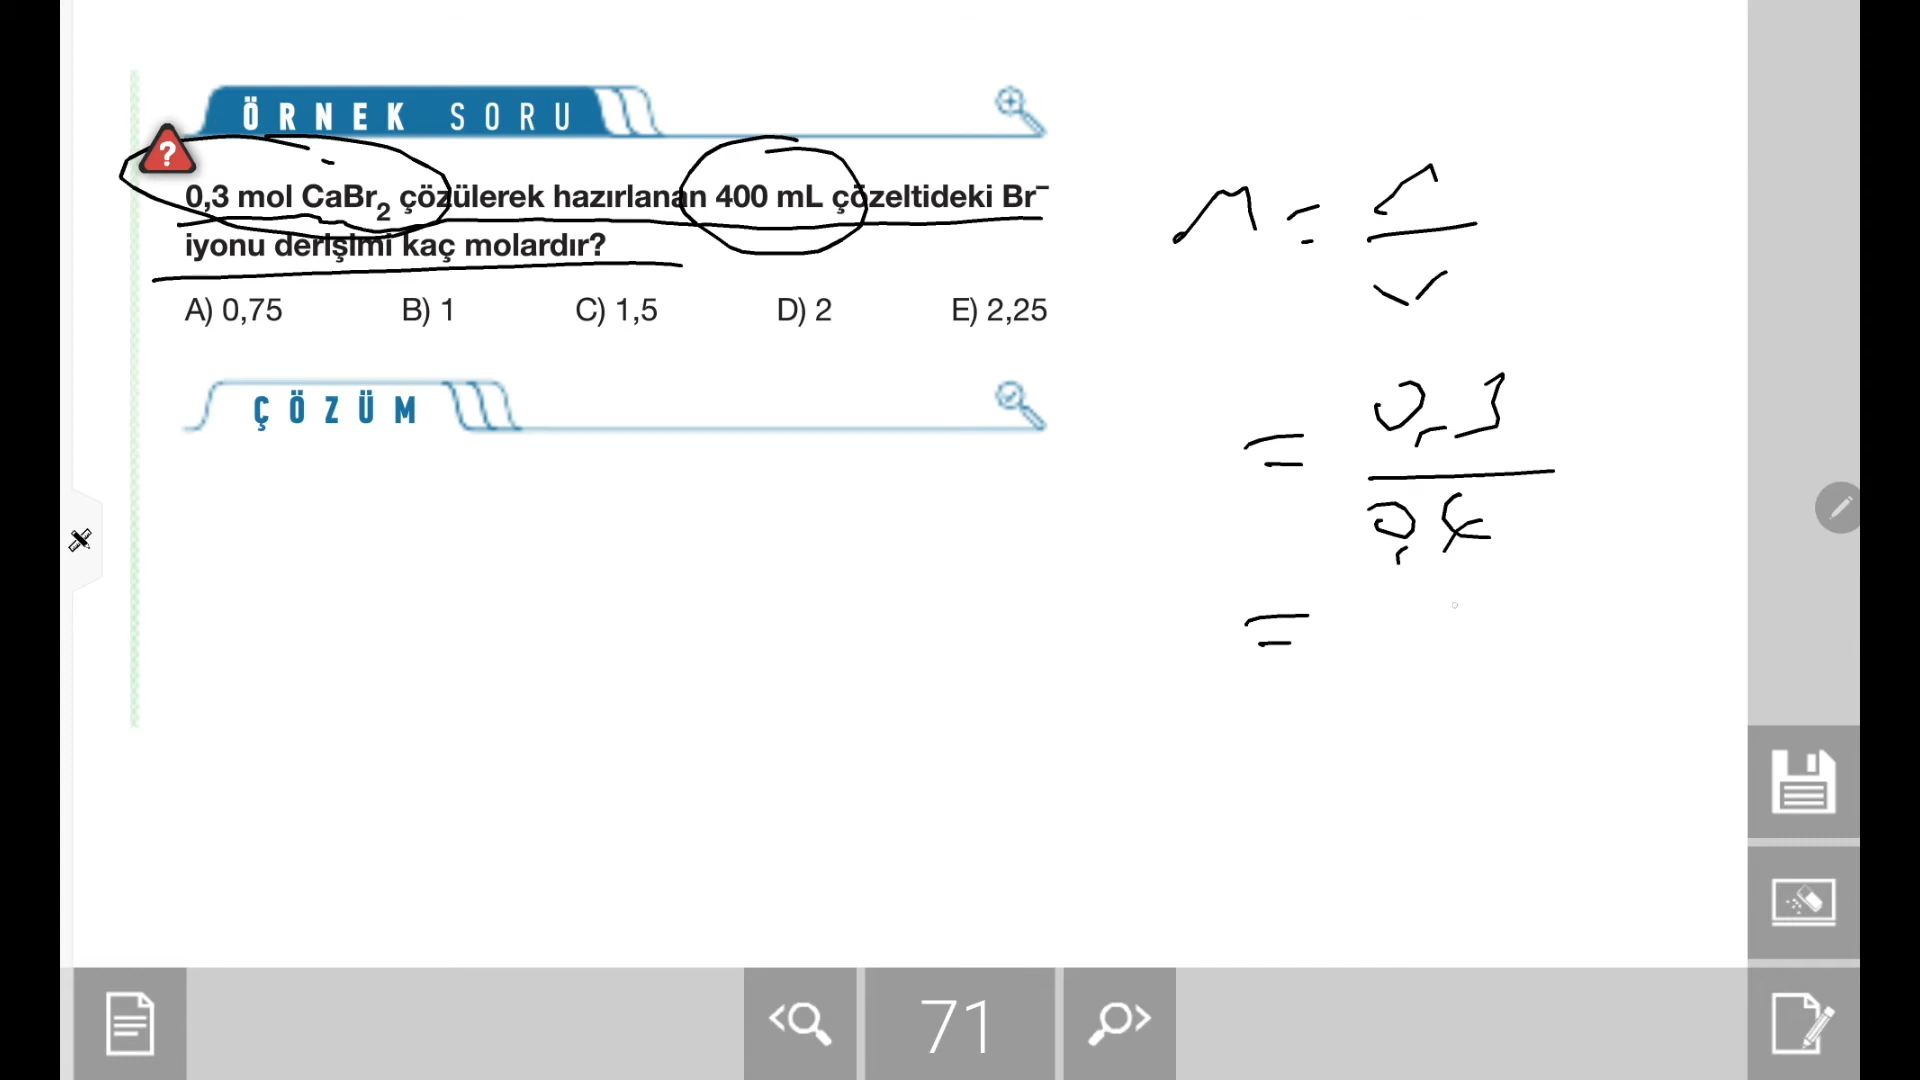 ÖRNEK SORU
?
0,3 mol CaBr₂ çözülerek hazırlanan 400 mL çözeltideki Br⁻
iyonu derişimi kaç molardır?
A) 0,75 B) 1 C) 1,5 D) 2 E) 2,25
ÇÖZÜM
=
= 0,3
0,4
=
71